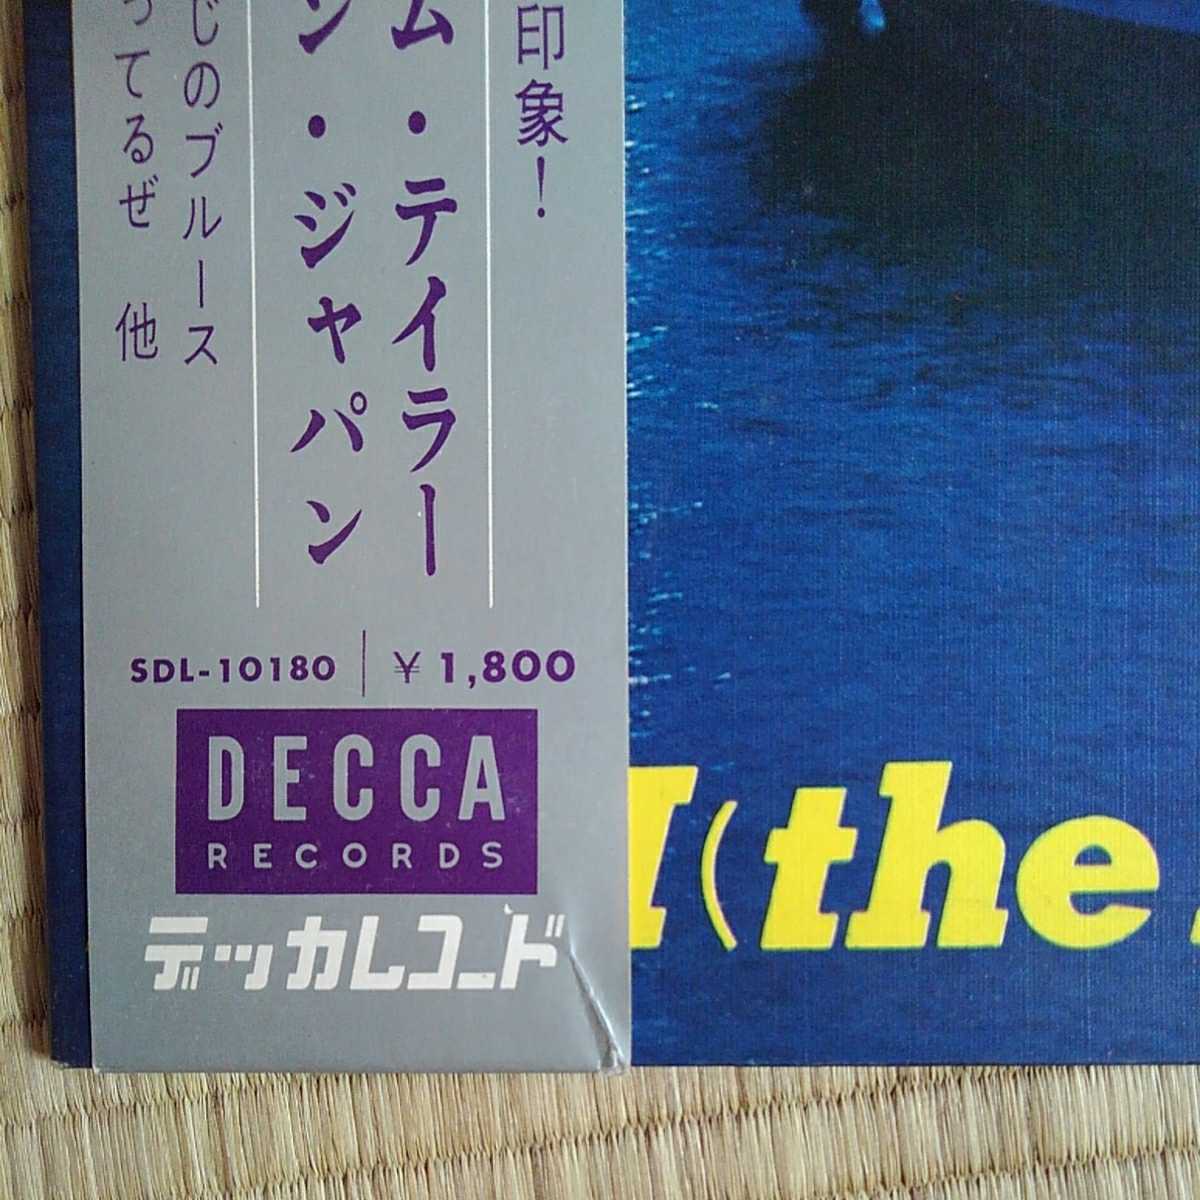 印象!
ム・テイラー
ン・ジャパン
じのブルース
ってるぜ 他
SDL-10180 ¥1,800
DECCA
RECORDS
デッカレコード
(the